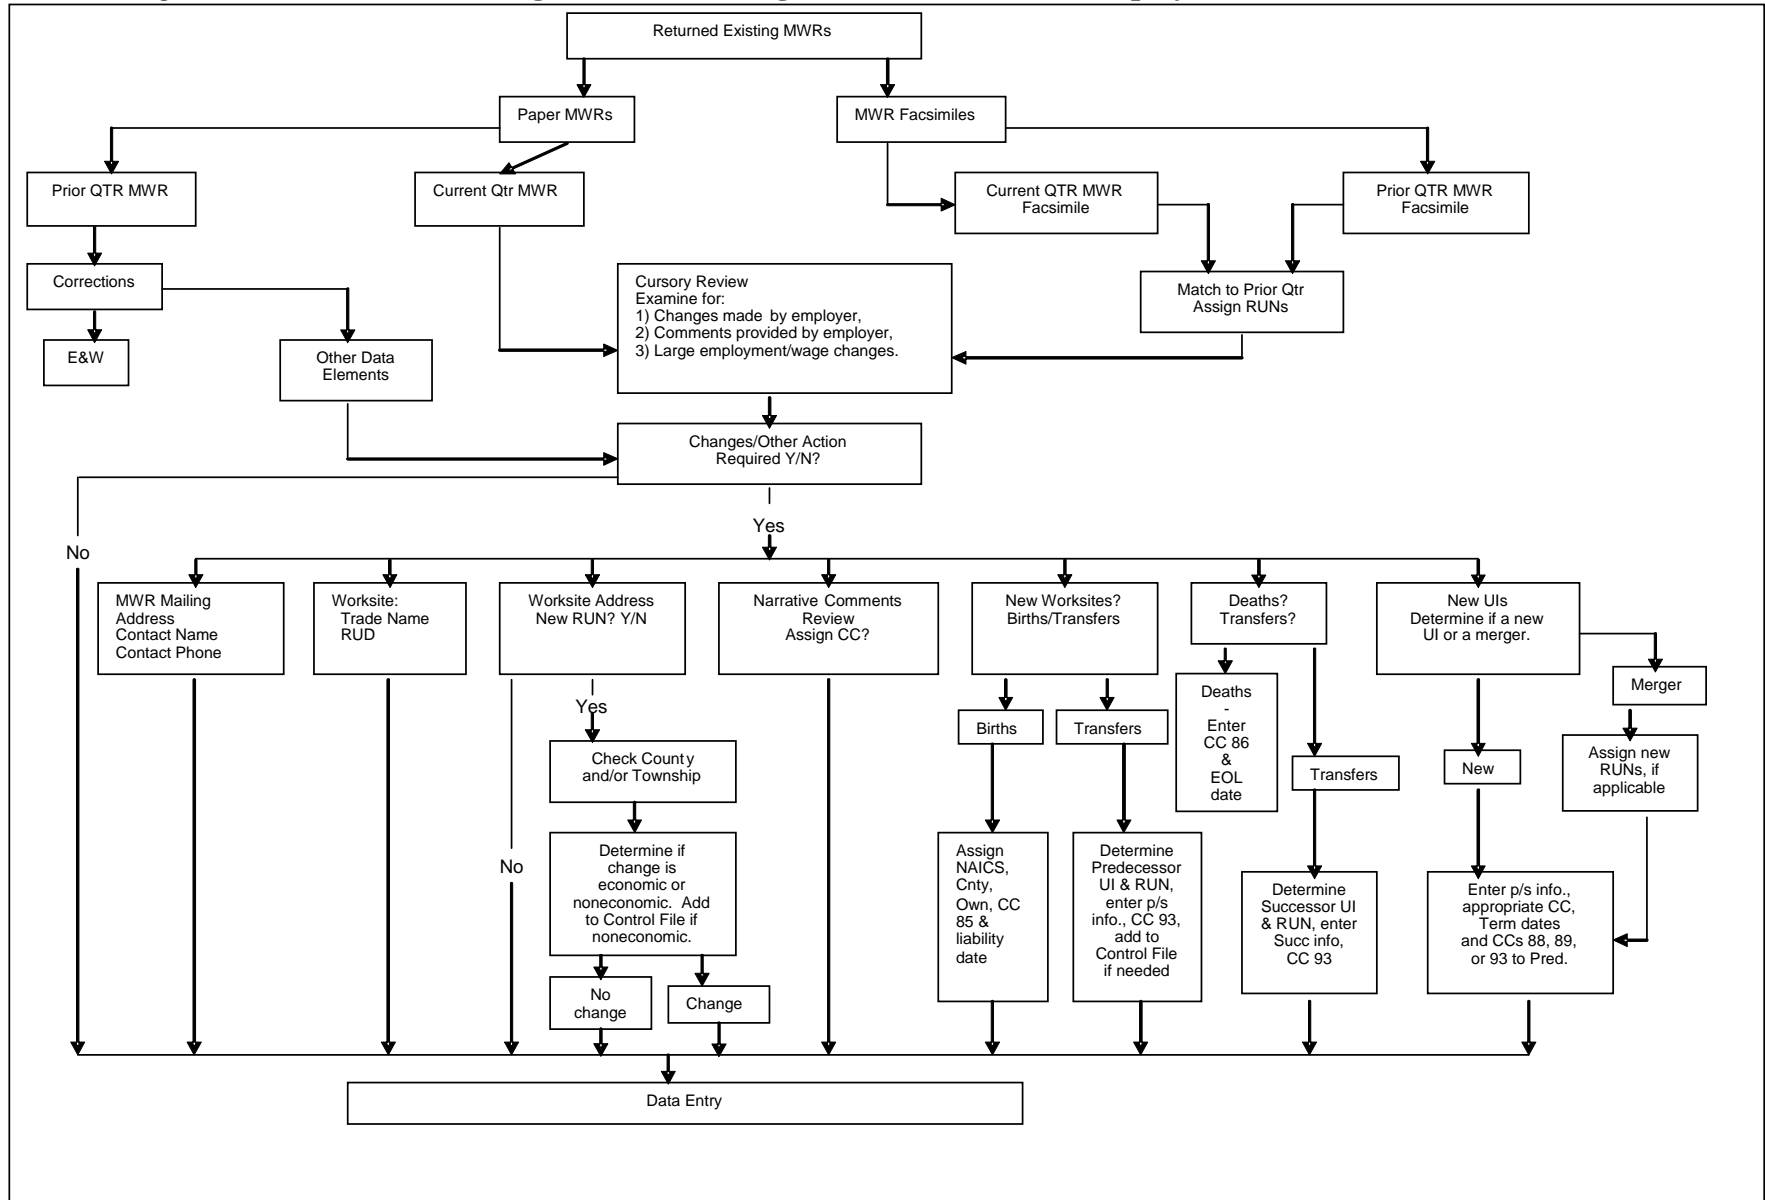 Returned Existing MWRs
Paper MWRs
MWR Facsimiles
Prior QTR MWR
Current Qtr MWR
Current QTR MWR
Facsimile
Prior QTR MWR
Facsimile
Corrections
Cursory Review
Examine for:
1) Changes made by employer,
2) Comments provided by employer,
3) Large employment/wage changes.
Match to Prior Qtr
Assign RUNs
E&W
Other Data
Elements
Changes/Other Action
Required Y/N?
Yes
No
MWR Mailing
Address
Contact Name
Contact Phone
Worksite:
Trade Name
RUD
Worksite Address
New RUN? Y/N
Narrative Comments
Review
Assign CC?
New Worksites?
Births/Transfers
Deaths?
Transfers?
New UIs
Determine if a new
UI or a merger.
Merger
Yes
Births
Transfers
Deaths
-
Enter
CC 86
&
EOL
date
Check County
and/or Township
Transfers
New
Assign new
RUNs, if
applicable
No
Determine if
change is
economic or
noneconomic. Add
to Control File if
noneconomic.
Assign
NAICS,
Cnty,
Own, CC
85 &
liability
date
Determine
Predecessor
UI & RUN,
enter p/s
info., CC 93,
add to
Control File
if needed
Determine
Successor UI
& RUN, enter
Succ info,
CC 93
Enter p/s info.,
appropriate CC,
Term dates
and CCs 88, 89,
or 93 to Pred.
No
change
Change
Data Entry